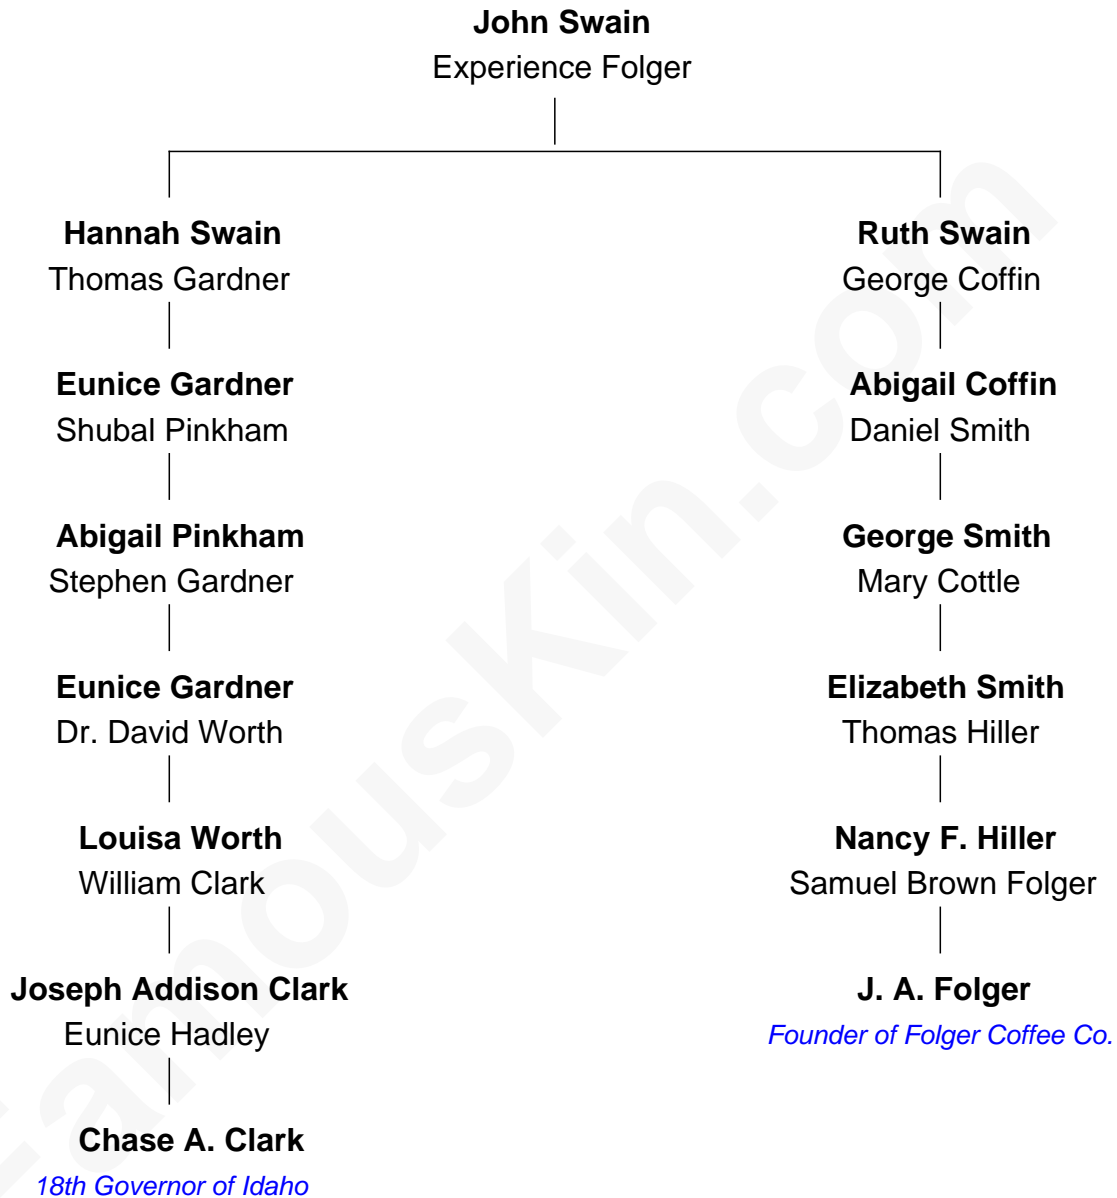 John Swain
Experience Folger
Hannah Swain
Thomas Gardner
Ruth Swain
George Coffin
Eunice Gardner
Shubal Pinkham
Abigail Coffin
Daniel Smith
Abigail Pinkham
Stephen Gardner
George Smith
Mary Cottle
Eunice Gardner
Dr. David Worth
Elizabeth Smith
Thomas Hiller
Louisa Worth
William Clark
Nancy F. Hiller
Samuel Brown Folger
Joseph Addison Clark
Eunice Hadley
J. A. Folger
Founder of Folger Coffee Co.
Chase A. Clark
18th Governor of Idaho
FamousKin.com